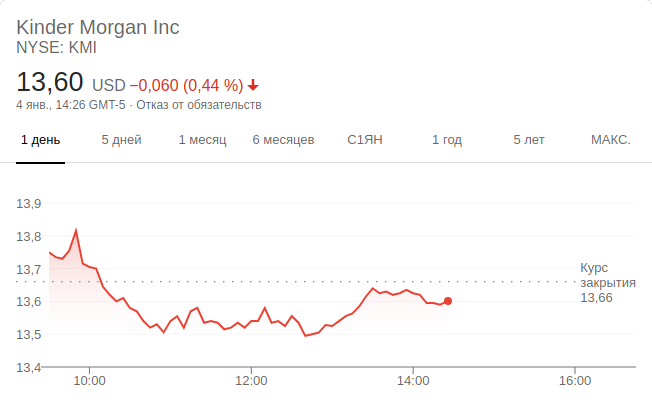 Kinder Morgan Inc
NYSE: KMI
13,60 USD −0,060 (0,44 %)
4 янв., 14:26 GMT-5 · Отказ от обязательств
1 день 5 дней 1 месяц 6 месяцев С1ЯН 1 год 5 лет МАКС.
13,9
13,8
13,7
13,6
13,5
13,4
Курс
закрытия
13,66
10:00 12:00 14:00 16:00